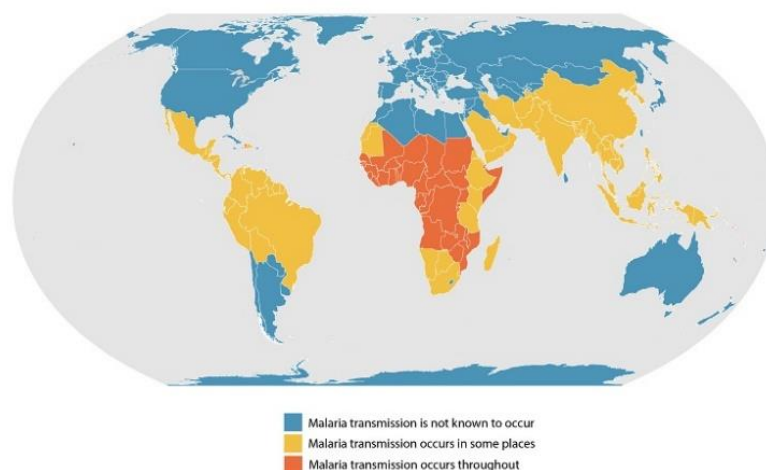 Malaria transmission is not known to occur
Malaria transmission occurs in some places
Malaria transmission occurs throughout